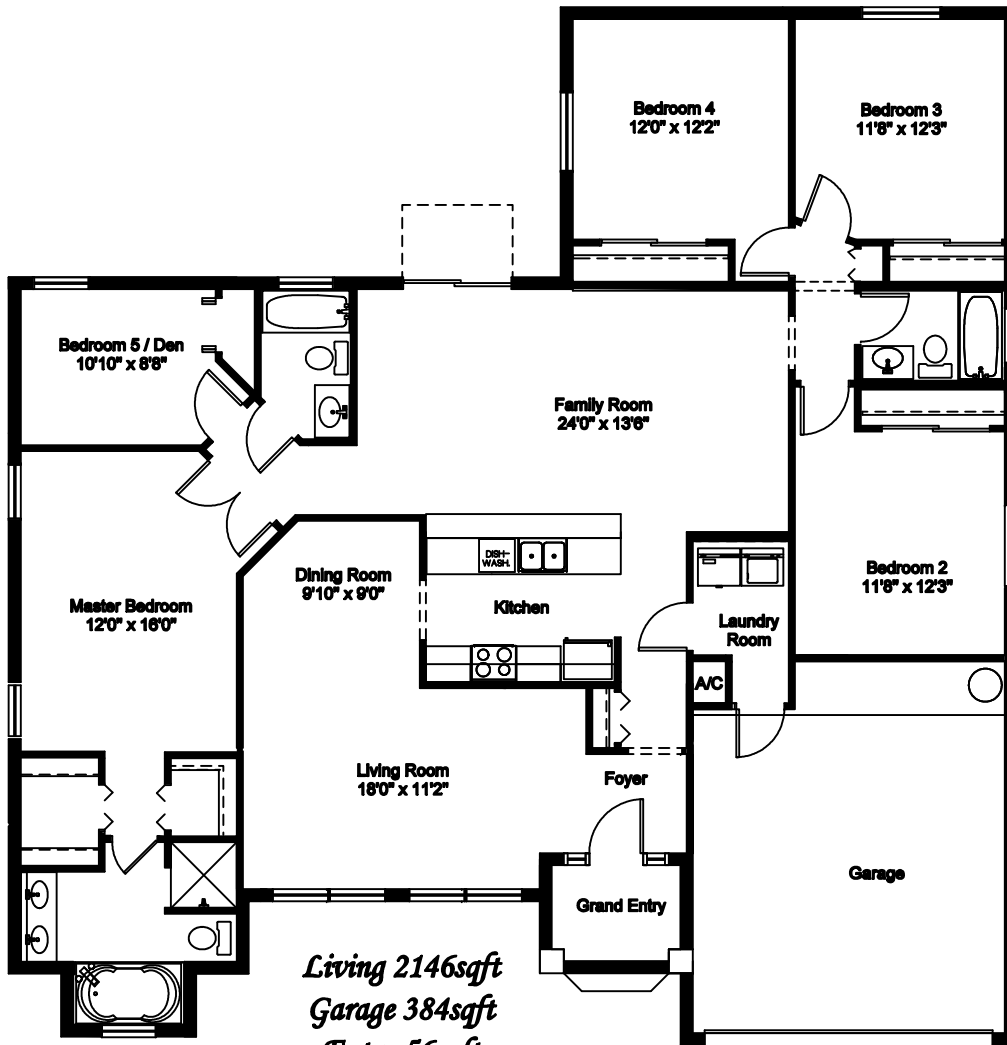 Bedroom 4
12'0" x 12'2"
Bedroom 3
11'8" x 12'3"
Bedroom 5 / Den
10'10" x 8'8"
Family Room
24'0" x 13'6"
DISH-
WASH.
Dining Room
9'10" x 9'0"
Kitchen
Master Bedroom
12'0" x 16'0"
Bedroom 2
11'8" x 12'3"
Laundry
Room
A/C
Living Room
18'0" x 11'2"
Foyer
Garage
Grand Entry
Living 2146sqft
Garage 384sqft